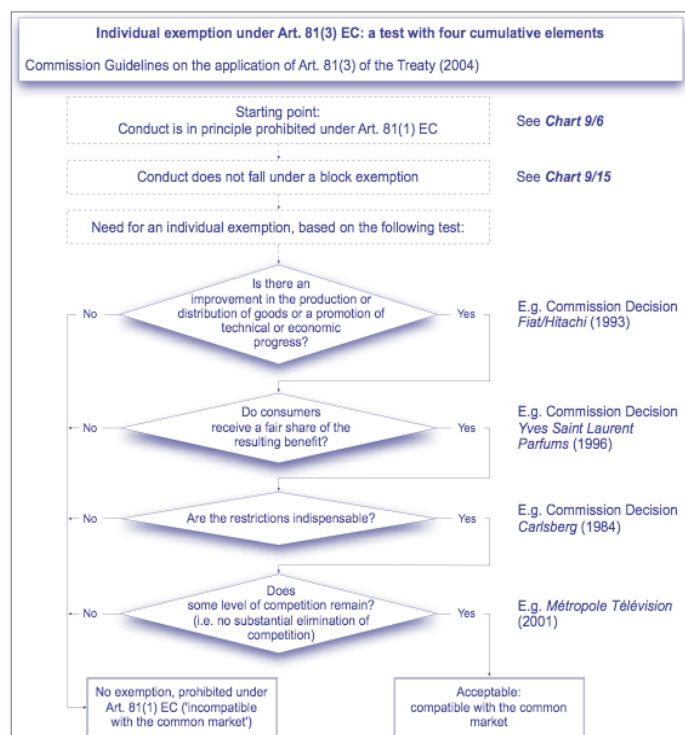 Individual exemption under Art. 81(3) EC: a test with four cumulative elements
Commission Guidelines on the application of Art. 81(3) of the Treaty (2004)
Starting point:
Conduct is in principle prohibited under Art. 81(1) EC
See Chart 9/6
Conduct does not fall under a block exemption
See Chart 9/15
Need for an individual exemption, based on the following test:
Is there an
improvement in the production or
distribution of goods or a promotion of
technical or economic
progress?
No
Yes
E.g. Commission Decision
Fiat/Hitachi (1993)
Do consumers
receive a fair share of the
resulting benefit?
No
Yes
E.g. Commission Decision
Yves Saint Laurent
Parfums (1996)
Are the restrictions indispensable?
No
Yes
E.g. Commission Decision
Carlsberg (1984)
Does
some level of competition remain?
(i.e. no substantial elimination of
competition)
No
Yes
E.g. Métropole Télévision
(2001)
No exemption, prohibited under
Art. 81(1) EC ('incompatible
with the common market')
Acceptable:
compatible with the common
market